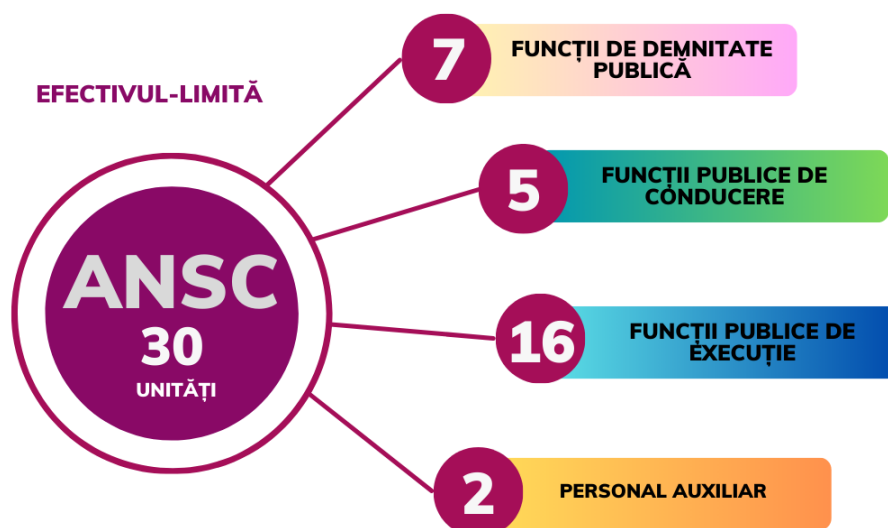 EFECTIVUL-LIMITĂ
ANSC
30
UNITĂȚI
7
FUNCȚII DE DEMNITATE
PUBLICĂ
5
FUNCȚII PUBLICE DE
CONDUCERE
16
FUNCȚII PUBLICE DE
EXECUȚIE
2
PERSONAL AUXILIAR